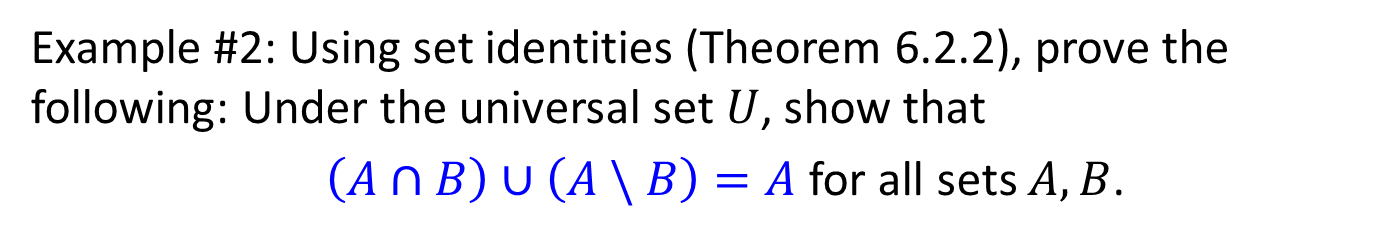 Example #2: Using set identities (Theorem 6.2.2), prove the
following: Under the universal set U, show that
(A ∩ B) ∪ (A \ B) = A for all sets A, B.